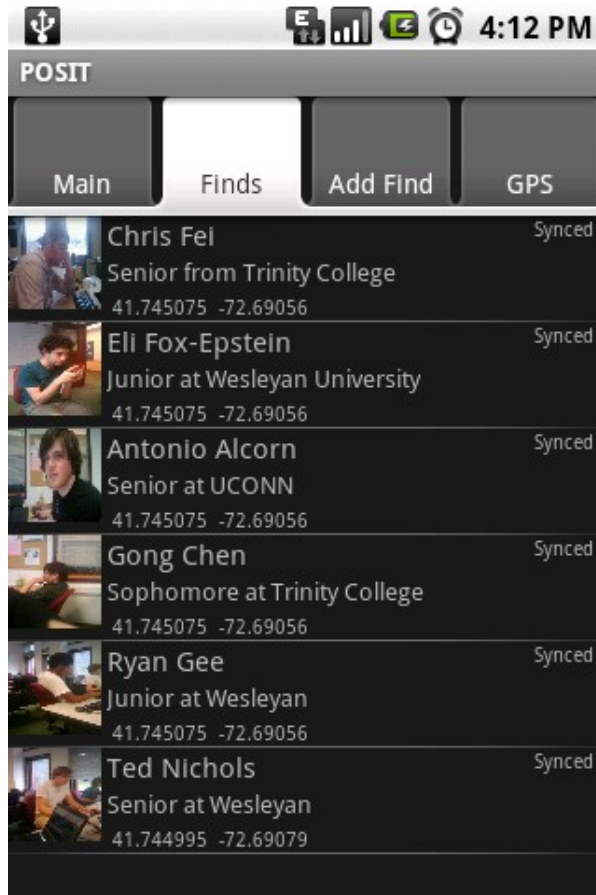 E 4:12 PM
POSIT
Main Finds Add Find GPS
Chris Fei Synced
Senior from Trinity College
41.745075 -72.69056
Eli Fox-Epstein Synced
Junior at Wesleyan University
41.745075 -72.69056
Antonio Alcorn Synced
Senior at UCONN
41.745075 -72.69056
Gong Chen Synced
Sophomore at Trinity College
41.745075 -72.69056
Ryan Gee Synced
Junior at Wesleyan
41.745075 -72.69056
Ted Nichols Synced
Senior at Wesleyan
41.744995 -72.69079